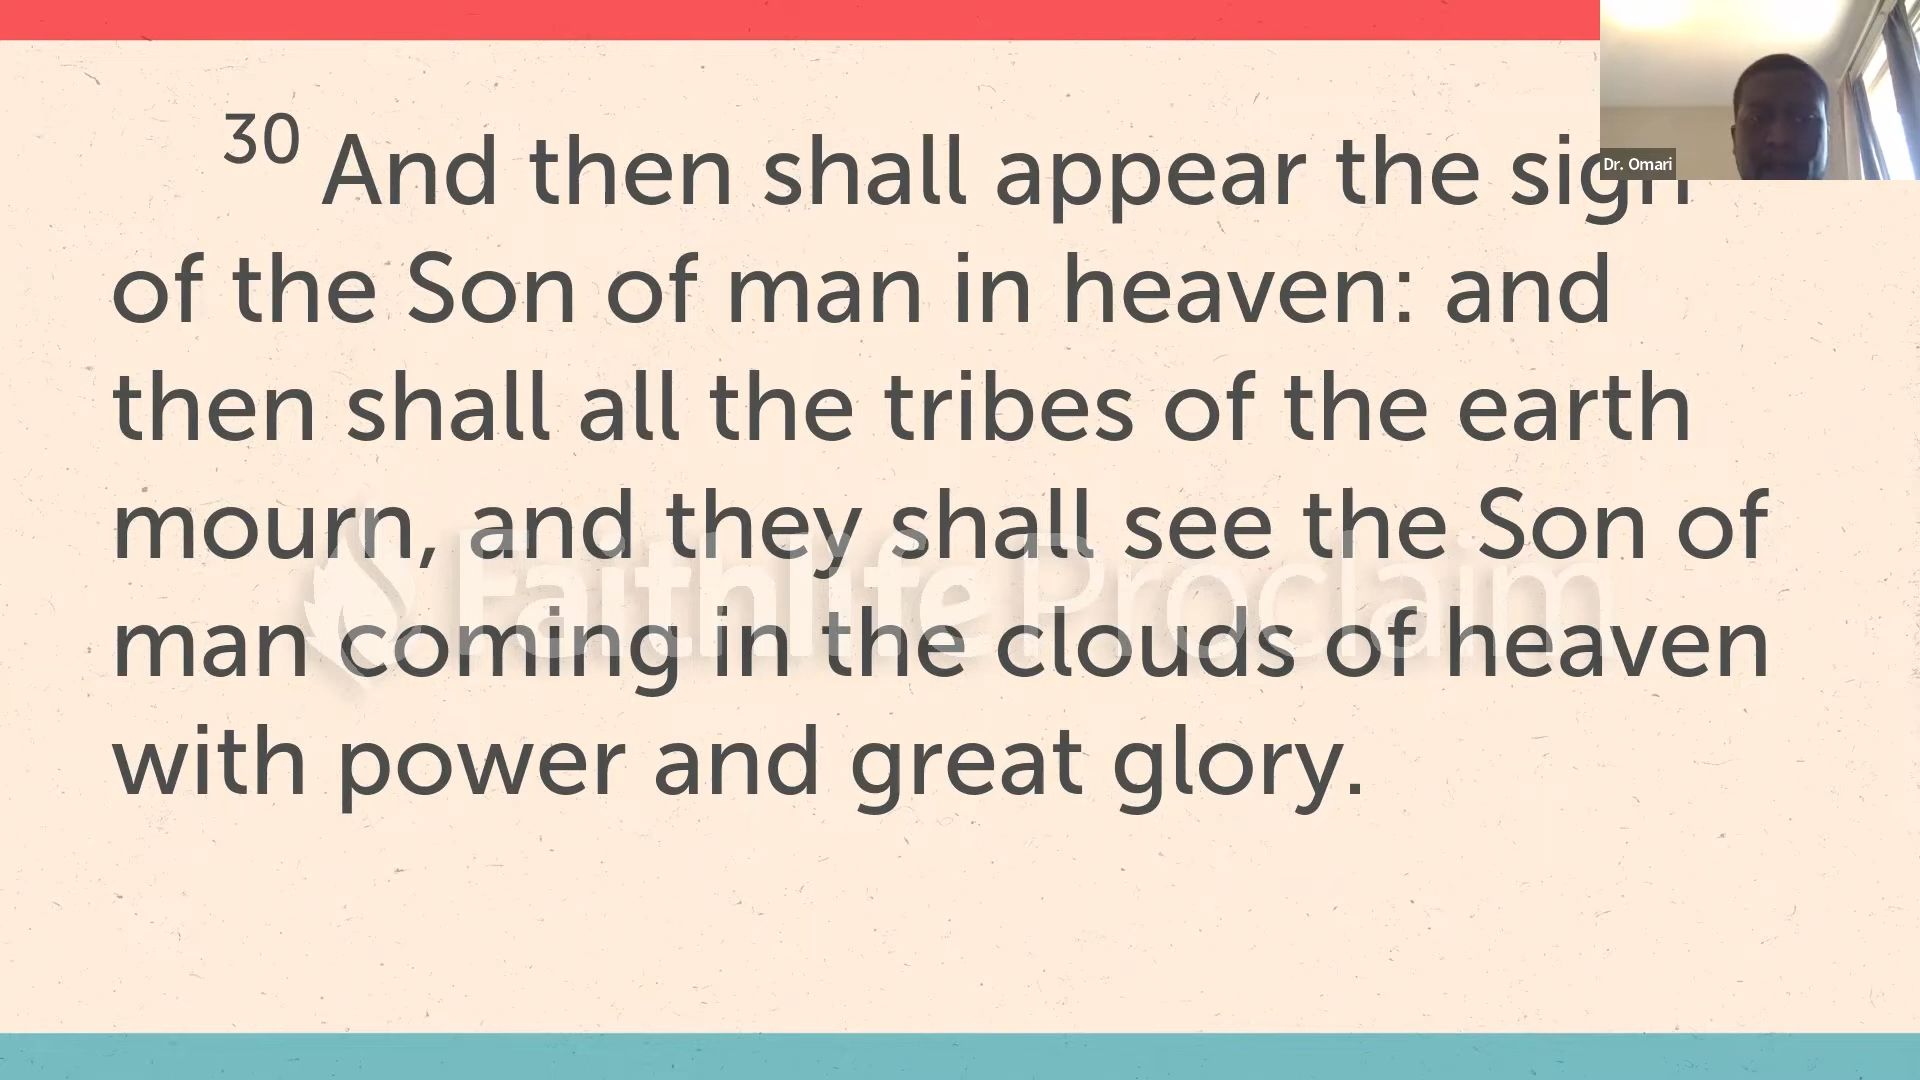 30 And then shall appear the sign
of the Son of man in heaven: and
then shall all the tribes of the earth
mourn, and they shall see the Son of
man coming in the clouds of heaven
with power and great glory.
Faithlife Proclaim
Dr. Omari